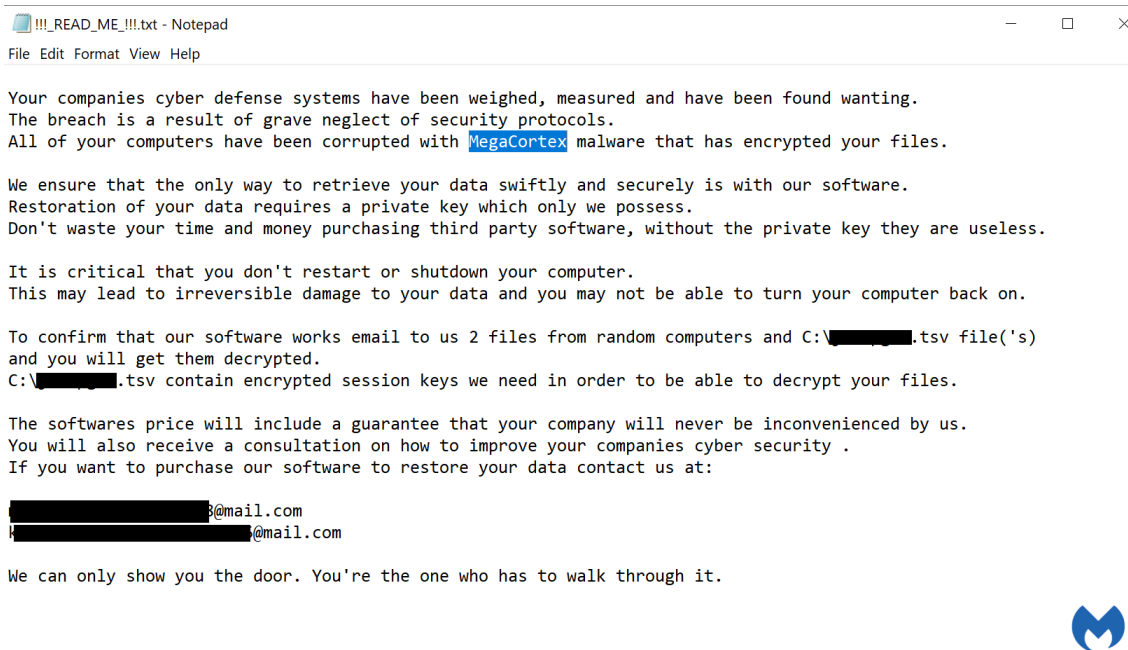 !!!_READ_ME_!!!.txt - Notepad
File Edit Format View Help
Your companies cyber defense systems have been weighed, measured and have been found wanting.
The breach is a result of grave neglect of security protocols.
All of your computers have been corrupted with MegaCortex malware that has encrypted your files.
We ensure that the only way to retrieve your data swiftly and securely is with our software.
Restoration of your data requires a private key which only we possess.
Don't waste your time and money purchasing third party software, without the private key they are useless.
It is critical that you don't restart or shutdown your computer.
This may lead to irreversible damage to your data and you may not be able to turn your computer back on.
To confirm that our software works email to us 2 files from random computers and C:\ .tsv file('s)
and you will get them decrypted.
C:\ .tsv contain encrypted session keys we need in order to be able to decrypt your files.
The softwares price will include a guarantee that your company will never be inconvenienced by us.
You will also receive a consultation on how to improve your companies cyber security .
If you want to purchase our software to restore your data contact us at:
@mail.com
@mail.com
We can only show you the door. You're the one who has to walk through it.